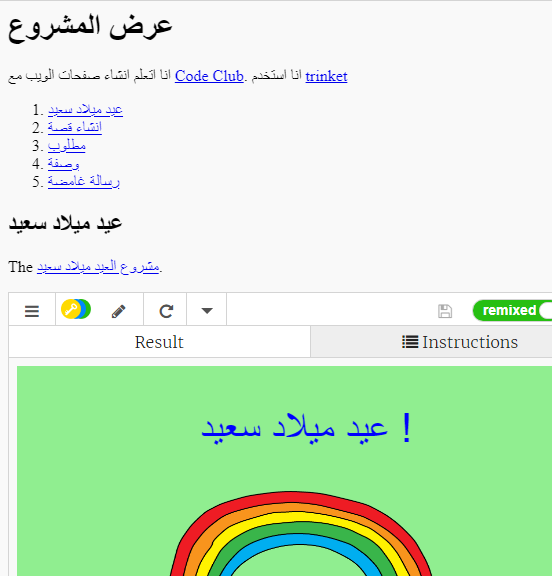 عرض المشروع
انا اتعلم انشاء صفحات الويب مع Code Club. انا استخدم trinket
1. عيد ميلاد سعيد
2. انشاء قصة
3. مطلوب
4. وصفة
5. رسالة غامضة
عيد ميلاد سعيد
The مشروع العيد ميلاد سعيد.
remixed
Result
Instructions
عيد ميلاد سعيد !